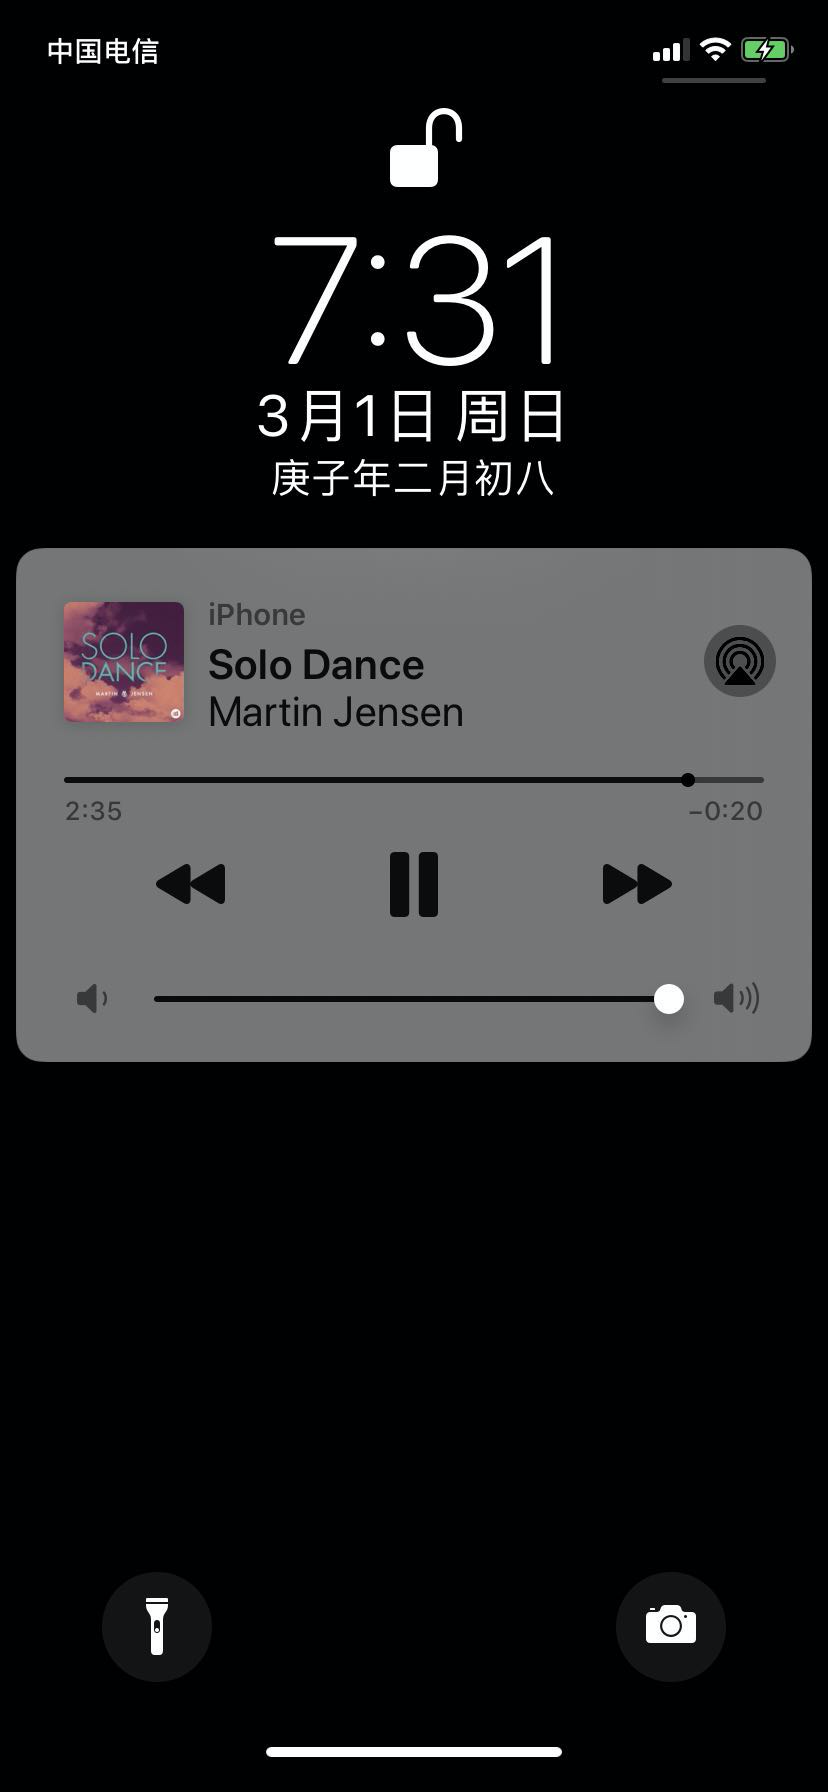 中国电信
7:31
3月1日 周日
庚子年二月初八
SOLO
DANCE
MARTIN JENSEN
iPhone
Solo Dance
Martin Jensen
2:35
–0:20